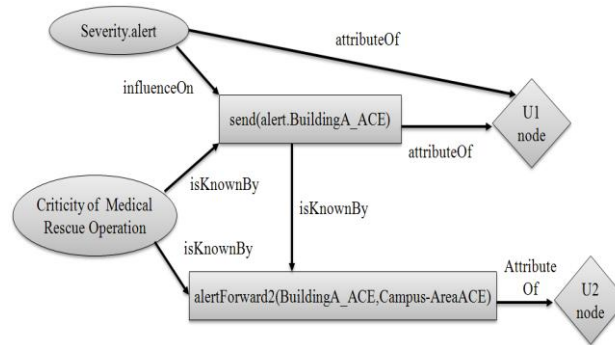 Severity.alert
attributeOf
influenceOn
send(alert.BuildingA_ACE)
U1
node
attributeOf
Criticity of Medical
Rescue Operation
isKnownBy
isKnownBy
isKnownBy
alertForward2(BuildingA_ACE,Campus-AreaACE)
Attribute
Of
U2
node